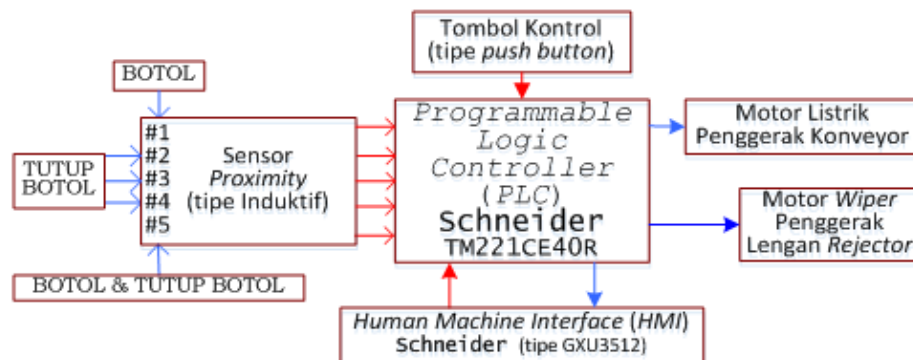 Tombol Kontrol
(tipe push button)
BOTOL
#1
#2
#3
#4
#5
TUTUP
BOTOL
Sensor
Proximity
(tipe Induktif)
BOTOL & TUTUP BOTOL
Programmable
Logic
Controller
(PLC)
Schneider
TM221CE40R
Motor Listrik
Penggerak Konveyor
Motor Wiper
Penggerak
Lengan Rejector
Human Machine Interface (HMI)
Schneider (tipe GXU3512)